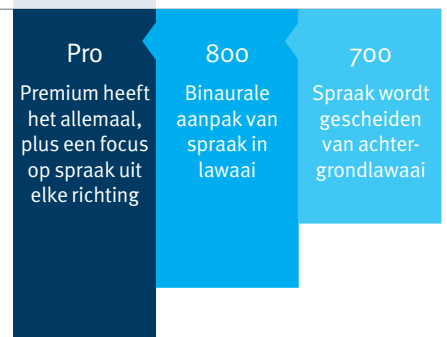 Pro
Premium heeft
het allemaal,
plus een focus
op spraak uit
elke richting
800
Binaurale
aanpak van
spraak in
lawaai
700
Spraak wordt
gescheiden
van achter-
grondlawaai